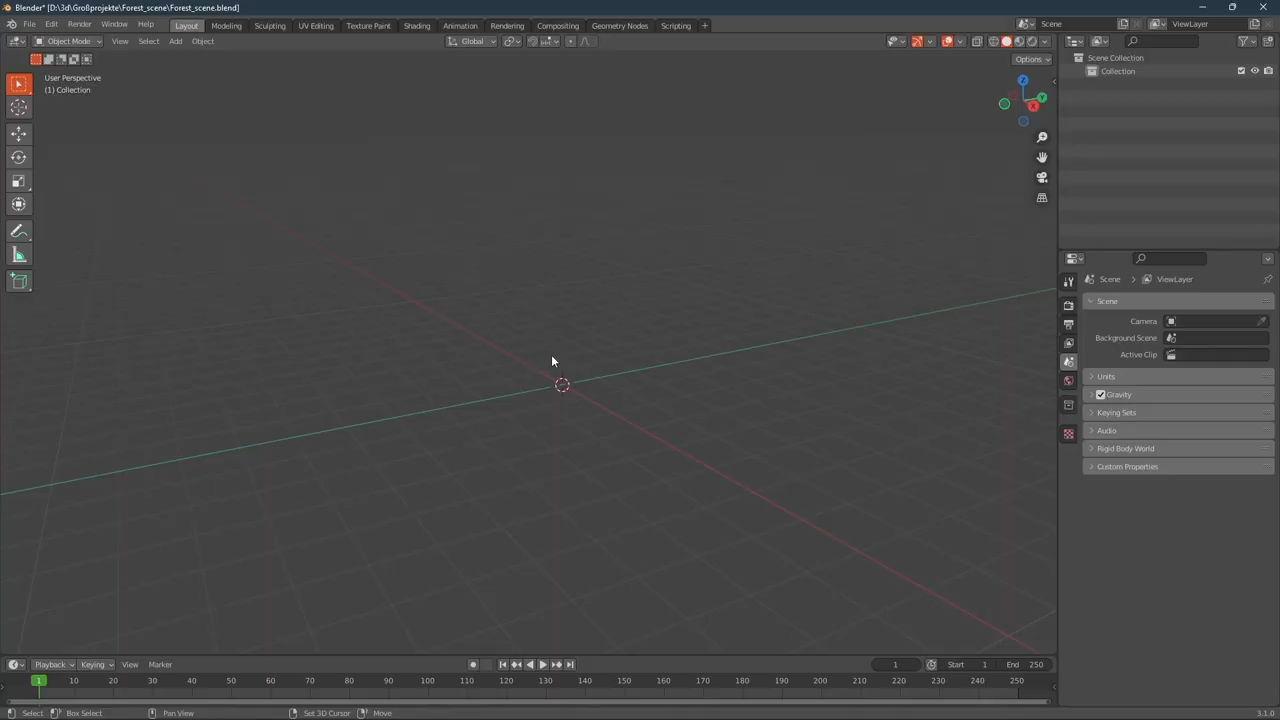 Blender* [D:\3d\Großprojekte\Forest_scene\Forest_scene.blend]
File Edit Render Window Help Layout Modeling Sculpting UV Editing Texture Paint Shading Animation Rendering Compositing Geometry Nodes Scripting + Scene ViewLayer
Object Mode View Select Add Object Global
Options
User Perspective
(1) Collection
Z
Y
X
Scene Collection
Collection
Scene > ViewLayer
Scene
Camera
Background Scene
Active Clip
Units
Gravity
Keying Sets
Audio
Rigid Body World
Custom Properties
Playback Keying View Marker 1 Start 1 End 250
1 10 20 30 40 50 60 70 80 90 100 110 120 130 140 150 160 170 180 190 200 210 220 230 240 250
Select Box Select Pan View Set 3D Cursor Move 3.1.0